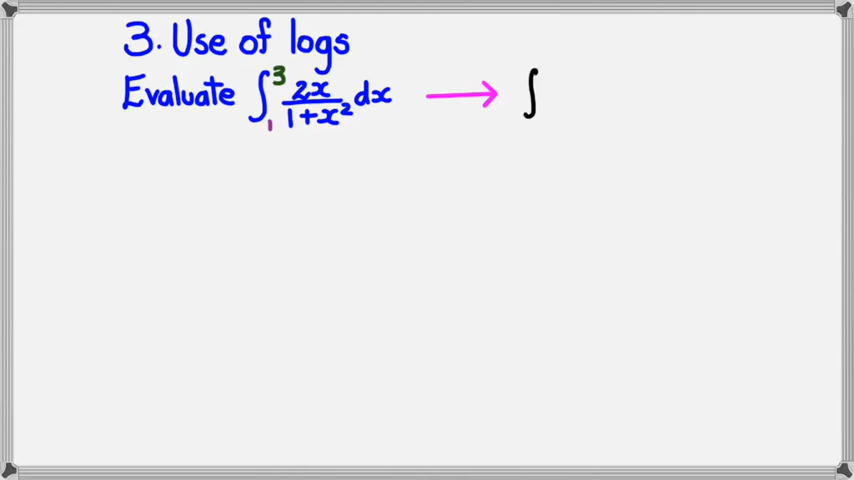 3. Use of logs
Evaluate ∫₁³ 2x/(1+x²) dx → ∫